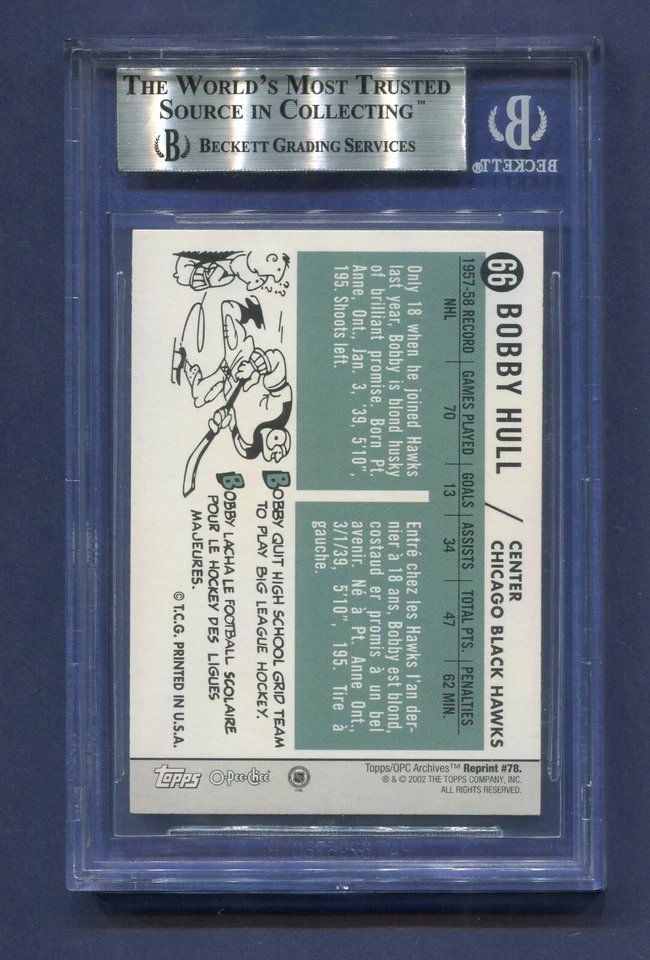 THE WORLD'S MOST TRUSTED
SOURCE IN COLLECTING™
BECKETT GRADING SERVICES
B
BECKETT®
66 BOBBY HULL / CENTER
CHICAGO BLACK HAWKS
1957-58 RECORD | GAMES PLAYED | GOALS | ASSISTS | TOTAL PTS. | PENALTIES
NHL 70 13 34 47 62 MIN.
Only 18 when he joined Hawks
last year, Bobby is blond husky
of brilliant promise. Born Pt.
Anne, Ont., Jan. 3, '39, 5'10",
195. Shoots left.
Entré chez les Hawks l'an der-
nier à 18 ans, Bobby est blond,
costaud er promis à un bel
avenir. Né à Pt. Anne Ont.,
3/1/39, 5'10", 195. Tire à
gauche.
BOBBY QUIT HIGH SCHOOL GRID TEAM
TO PLAY BIG LEAGUE HOCKEY.
BOBBY LACHA LE FOOTBALL SCOLAIRE
POUR LE HOCKEY DES LIGUES
MAJEURES.
© T.C.G. PRINTED IN U.S.A.
Topps/OPC Archives™ Reprint #78.
® & © 2002 THE TOPPS COMPANY, INC.
ALL RIGHTS RESERVED.
NHL
O-Pee-Chee
topps